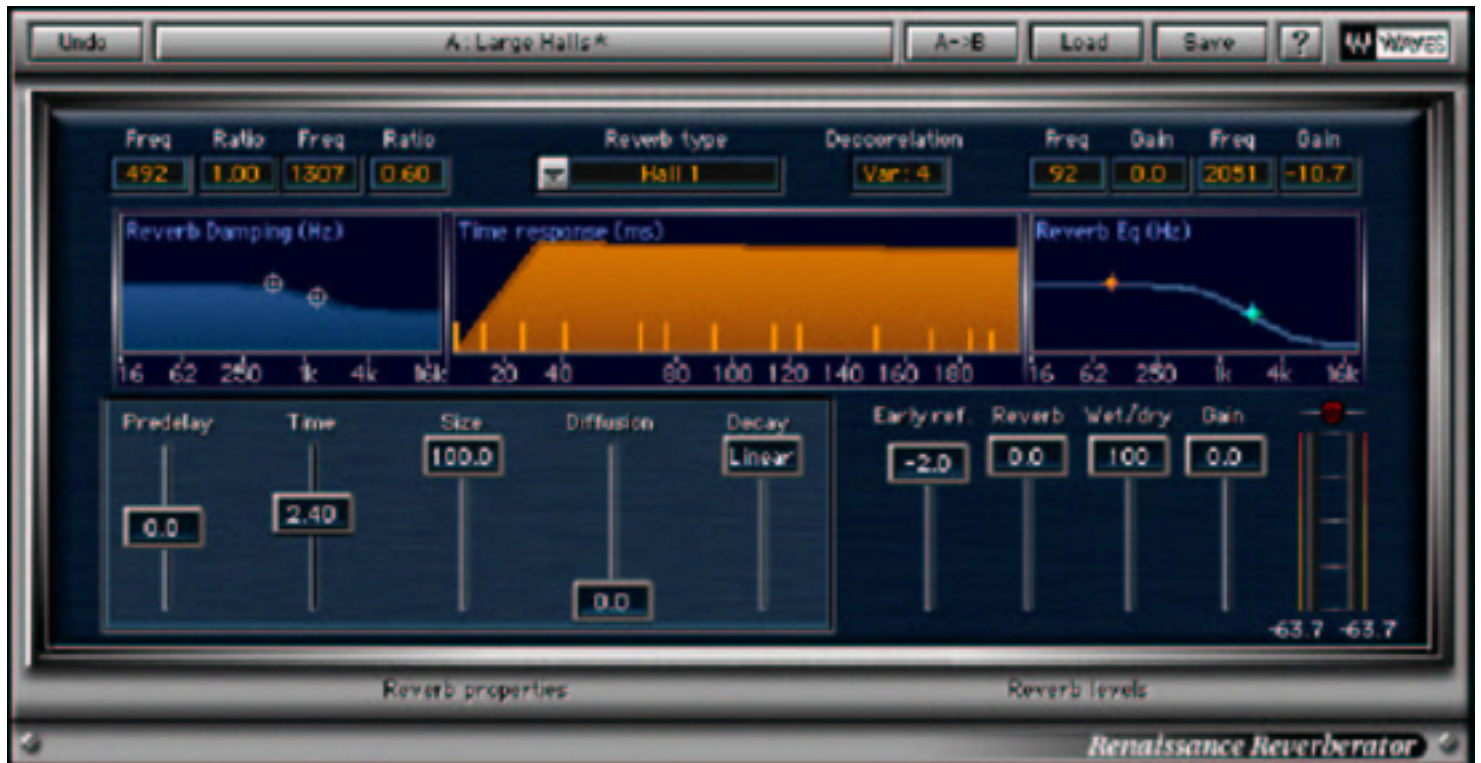 Undo A: Large Halls* A->B Load Save ? WAVES
Freq Ratio Freq Ratio Reverb type Deccorelation Freq Gain Freq Gain
492 1.00 1307 0.60 Hall 1 Var: 4 92 0.0 2051 -10.7
Reverb Damping (Hz) Time response (ms) Reverb Eq (Hz)
16 62 250 1k 4k 16k 20 40 80 100 120 140 160 180 16 62 250 1k 4k 16k
Predelay Time Size Diffusion Decay Early ref. Reverb Wet/dry Gain
100.0 Linear -2.0 0.0 100 0.0
0.0 2.40
0.0
-63.7 -63.7
Reverb properties Reverb levels
Renaissance Reverberator